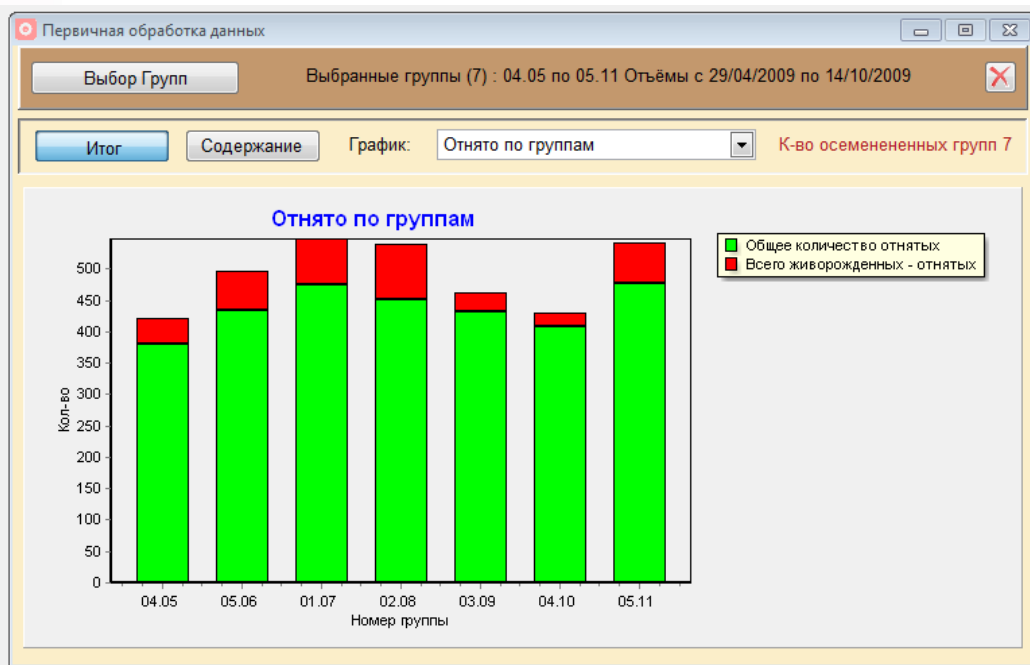 Первичная обработка данных
Выбор Групп
Выбранные группы (7) : 04.05 по 05.11 Отъёмы с 29/04/2009 по 14/10/2009
Итог
Содержание
График:
Отнято по группам
К-во осемененных групп 7
Отнято по группам
Общее количество отнятых
Всего живорожденных - отнятых
500
450
400
350
300
250
200
150
100
50
0
Кол-во
04.05 05.06 01.07 02.08 03.09 04.10 05.11
Номер группы